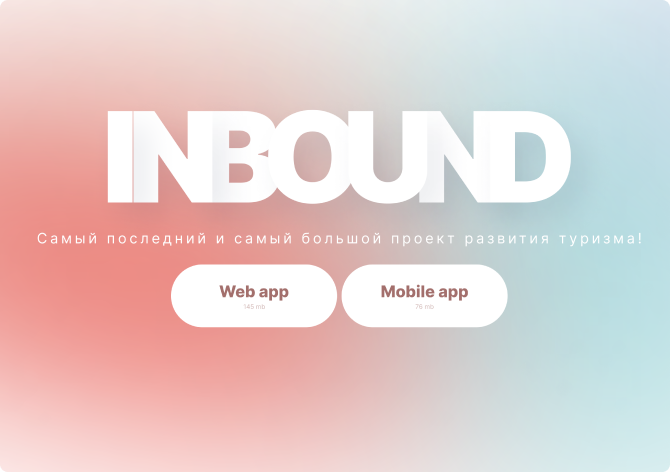 INBOUND
Самый последний и самый большой проект развития туризма!
Web app
145 mb
Mobile app
76 mb